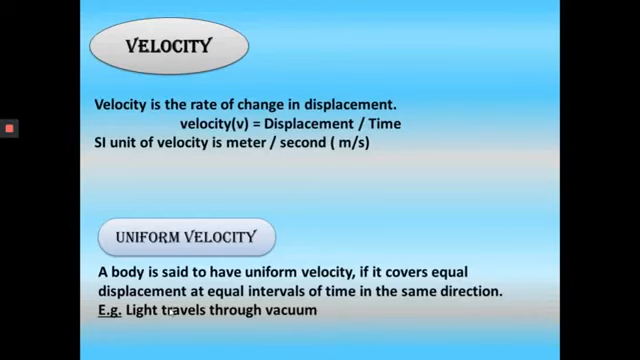 VELOCITY
Velocity is the rate of change in displacement.
velocity(v) = Displacement / Time
SI unit of velocity is meter / second ( m/s)
UNIFORM VELOCITY
A body is said to have uniform velocity, if it covers equal
displacement at equal intervals of time in the same direction.
E.g. Light travels through vacuum